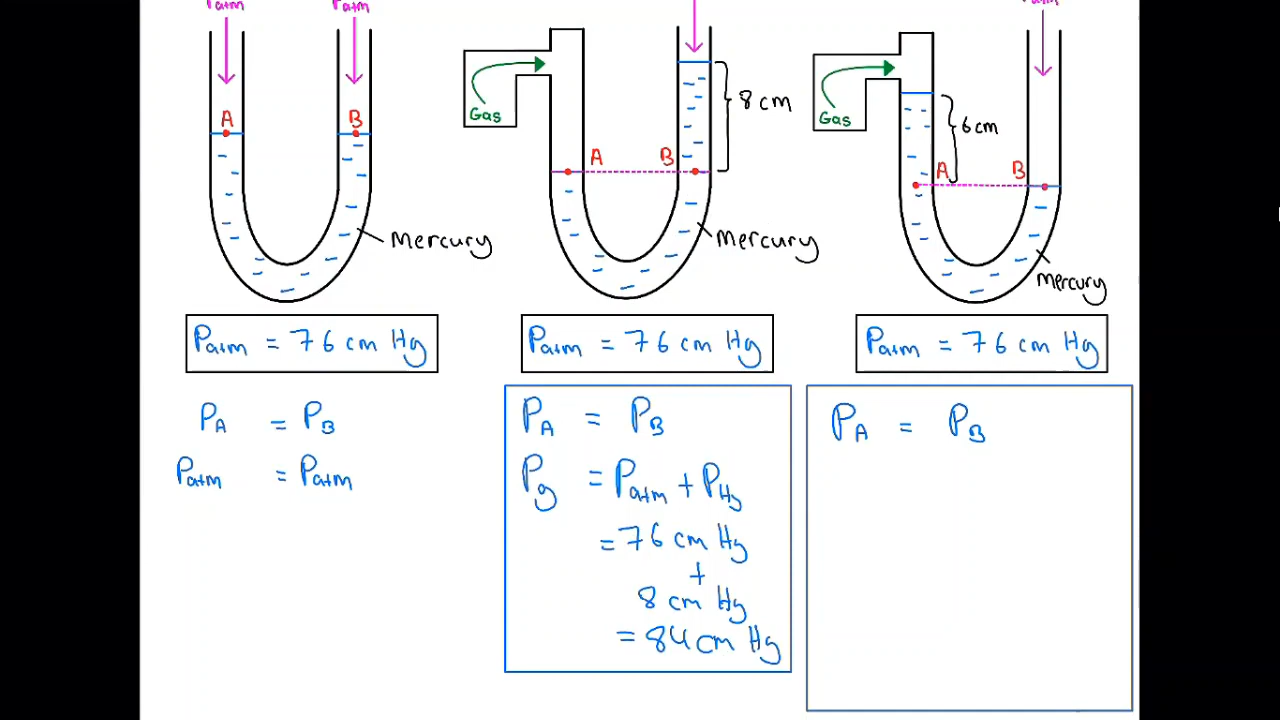 Patm Patm Patm
A B
Gas A B 8 cm
Gas A B 6 cm
Mercury
Mercury
Mercury
Patm = 76 cm Hg
Patm = 76 cm Hg
Patm = 76 cm Hg
PA = PB
Patm = Patm
PA = PB
Pg = Patm + PHg
= 76 cm Hg
+
8 cm Hg
= 84 cm Hg
PA = PB